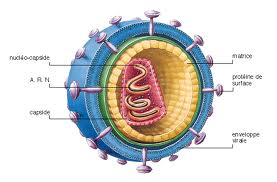 nucléo-capside
A. R. N.
capside
matrice
protéine de
surface
enveloppe
virale